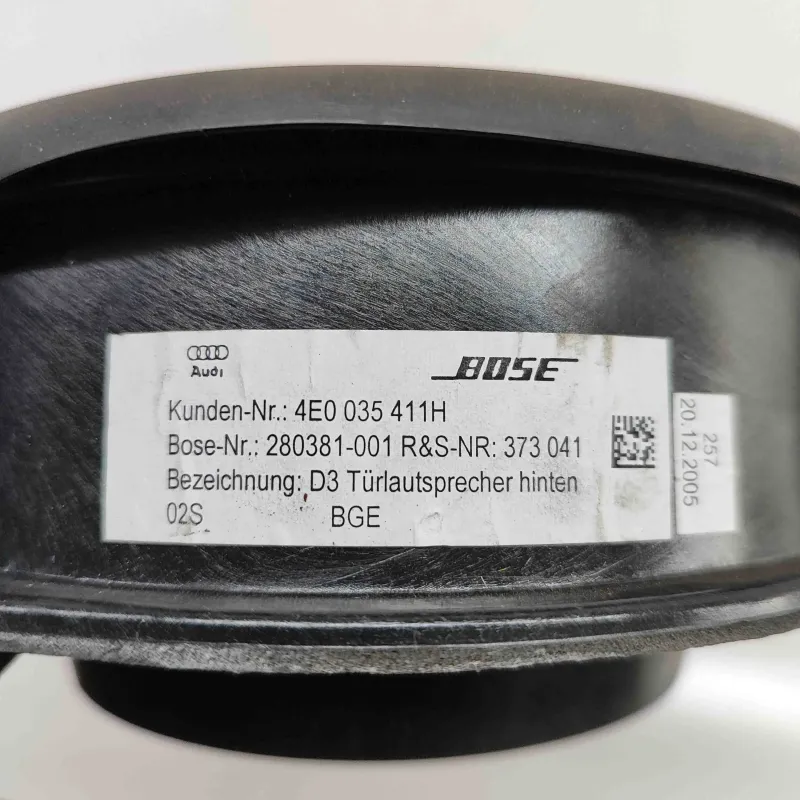 Audi
BOSE
Kunden-Nr.: 4E0 035 411H
Bose-Nr.: 280381-001 R&S-NR: 373 041
Bezeichnung: D3 Türlautsprecher hinten
02S BGE
257
20.12.2005